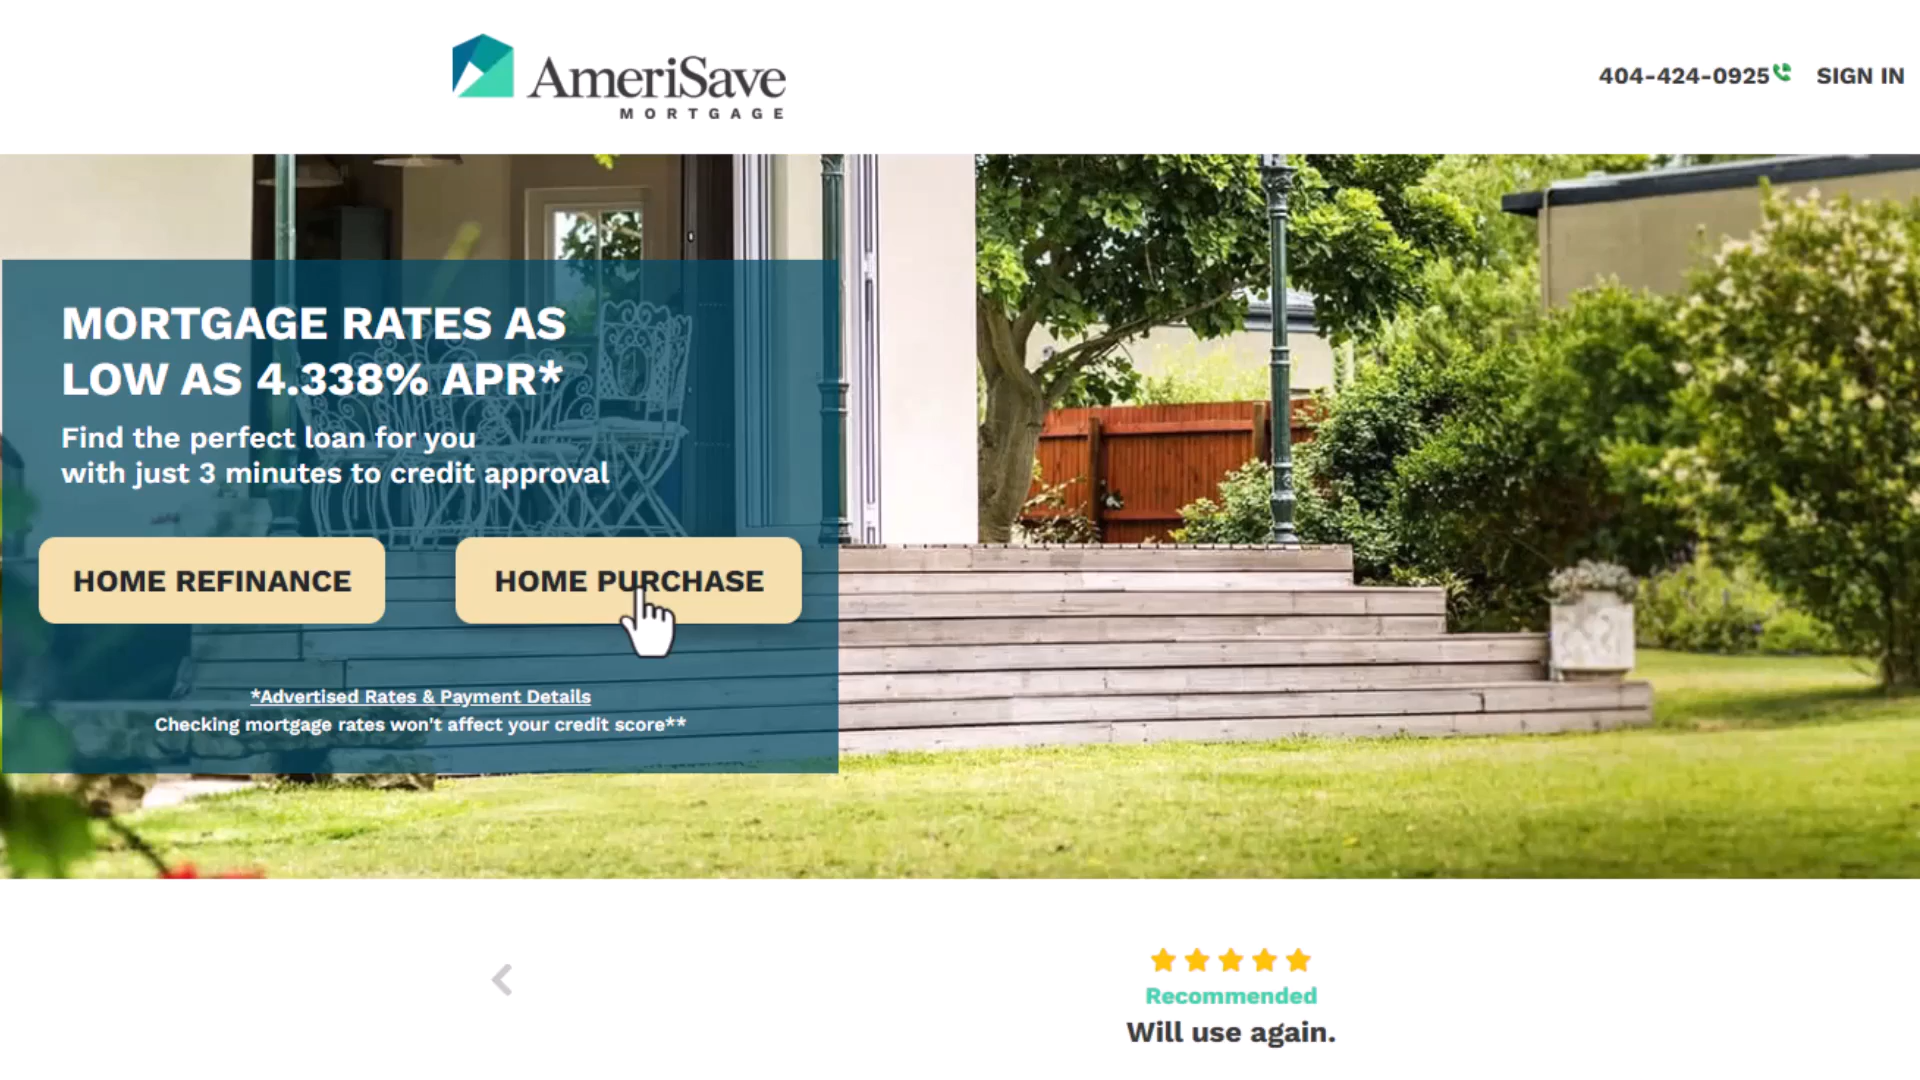 AmeriSave
MORTGAGE
404-424-0925
SIGN IN
MORTGAGE RATES AS
LOW AS 4.338% APR*
Find the perfect loan for you
with just 3 minutes to credit approval
HOME REFINANCE
HOME PURCHASE
*Advertised Rates & Payment Details
Checking mortgage rates won't affect your credit score**
Recommended
Will use again.